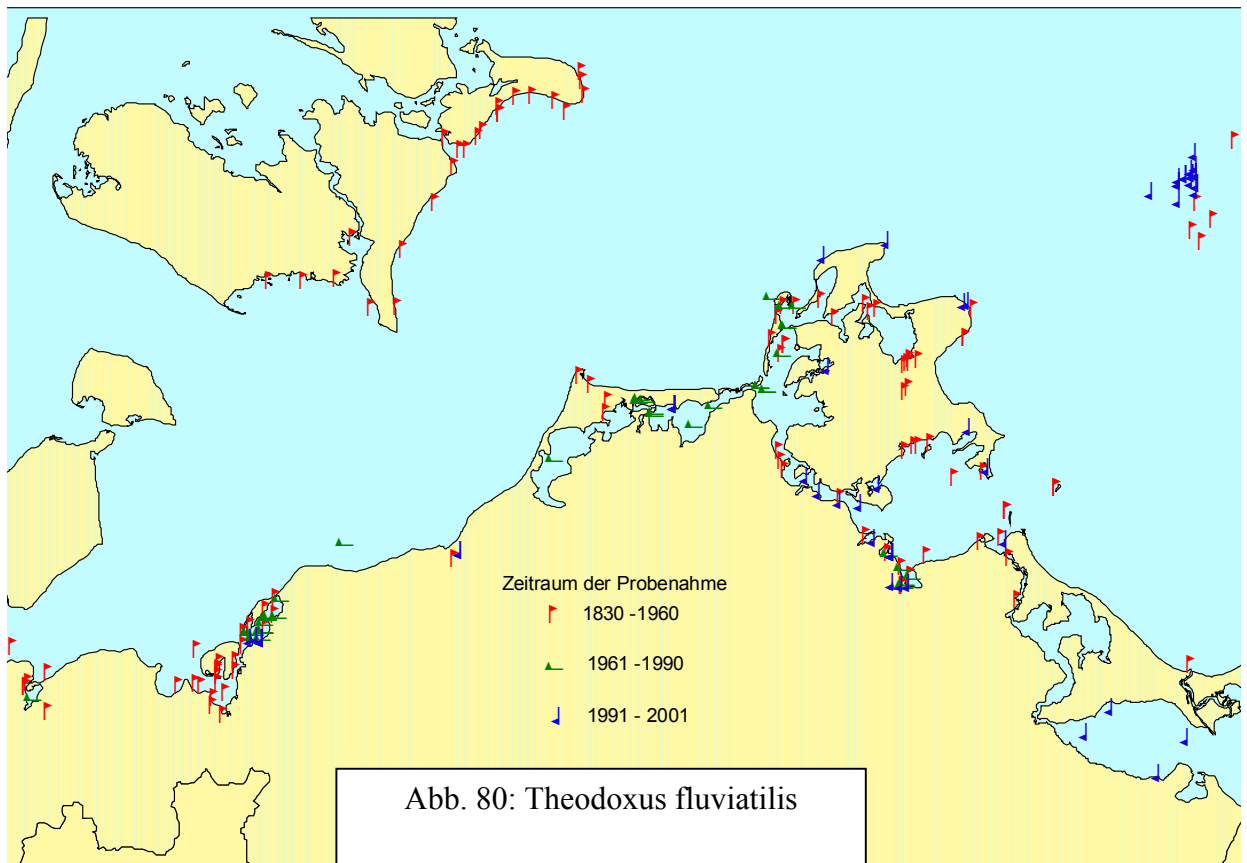 Zeitraum der Probenahme
1830 -1960
1961 -1990
1991 - 2001
Abb. 80: Theodoxus fluviatilis